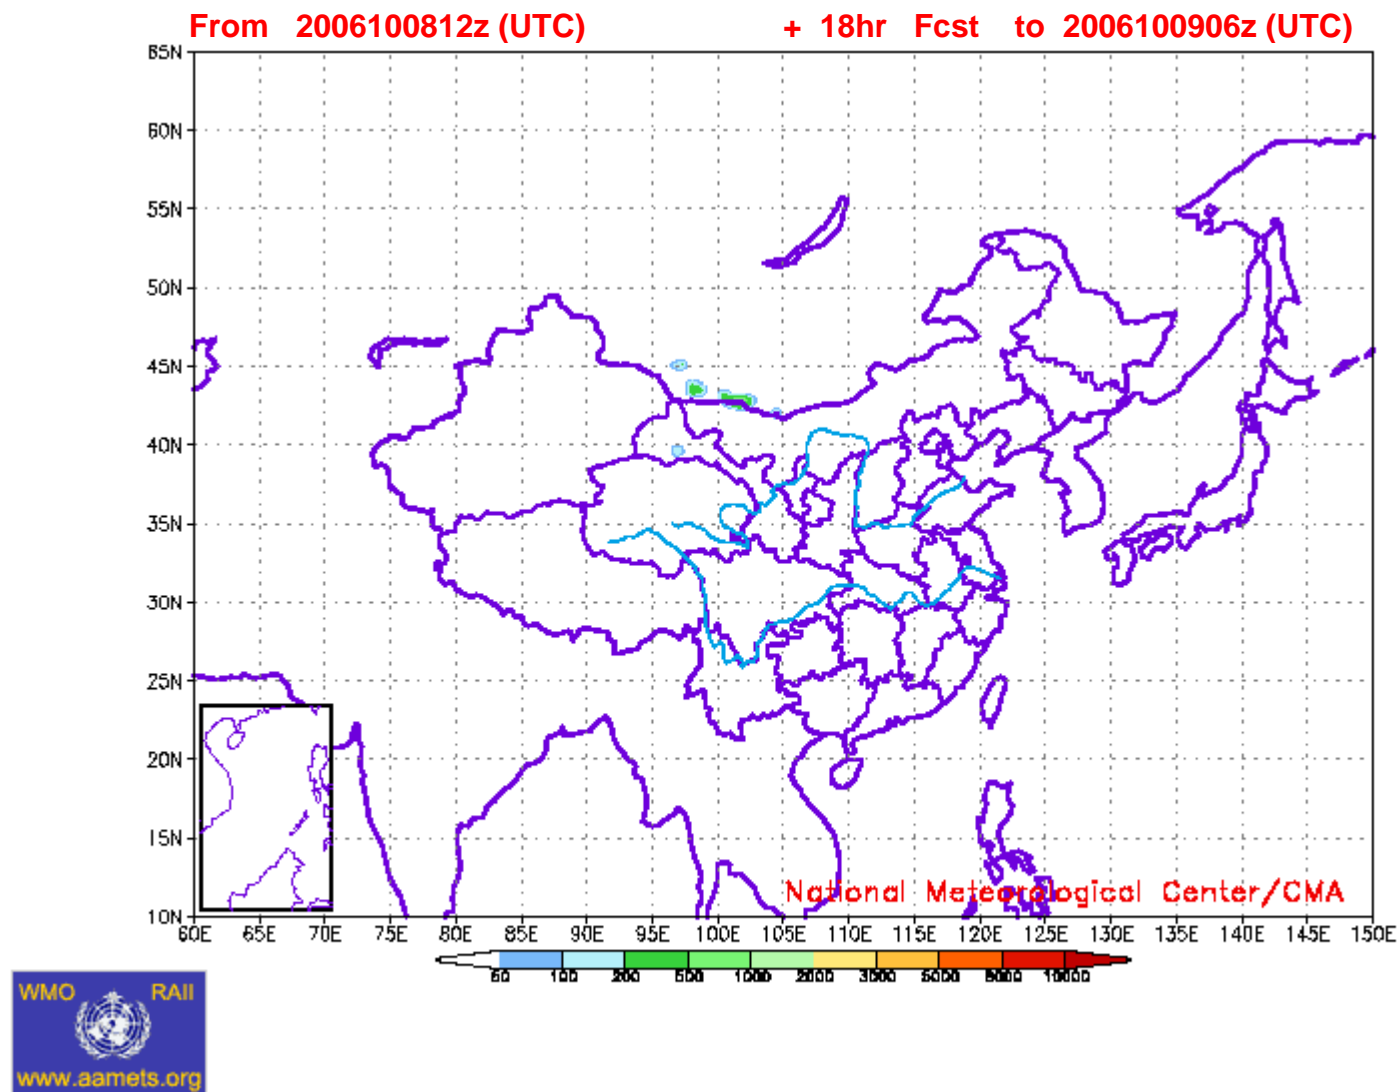 From 2006100812z (UTC) + 18hr Fcst to 2006100906z (UTC)
65N
60N
55N
50N
45N
40N
35N
30N
25N
20N
15N
10N
National Meteorological Center/CMA
60E 65E 70E 75E 80E 85E 90E 95E 100E 105E 110E 115E 120E 125E 130E 135E 140E 145E 150E
50 100 200 500 1000 2000 3000 5000 8000 10000
WMO RAII
www.aamets.org